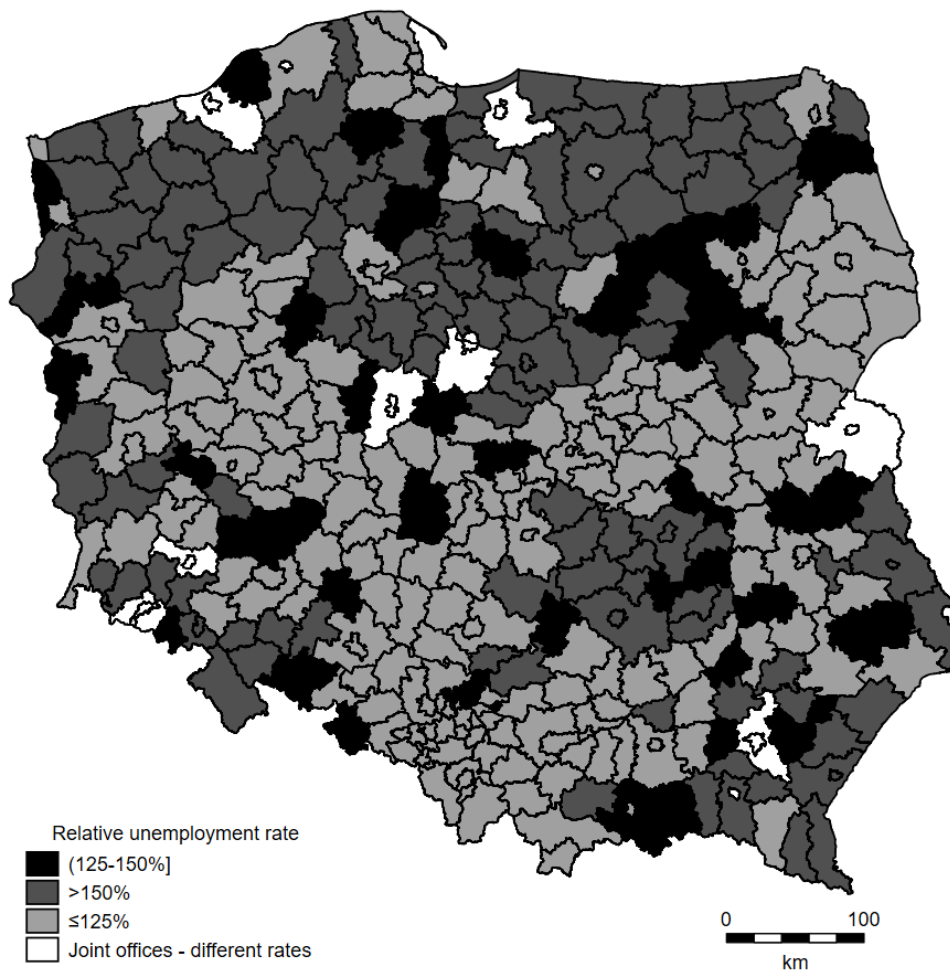 Relative unemployment rate
(125-150%]
>150%
≤125%
Joint offices - different rates
0 100
km